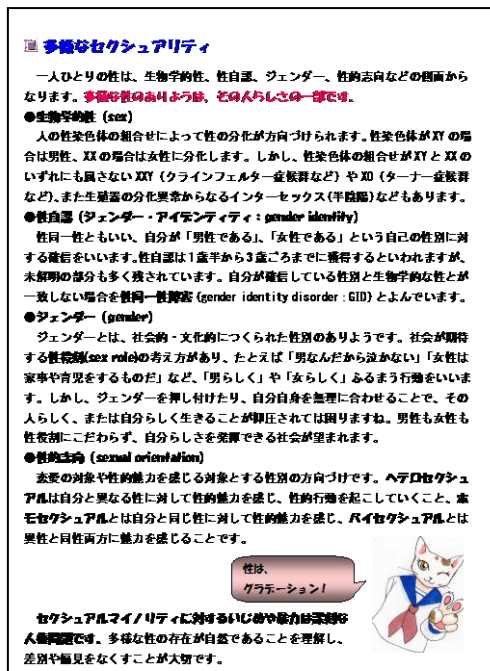 多様なセクシュアリティ
一人ひとりの性は、生物学的性、性自認、ジェンダー、性的志向などの側面から
なります。多様な性のありようは、その人らしさの一部です。
●生物学的性（sex）
人の性染色体の組合せによって性の分化が方向づけられます。性染色体が XY の場
合は男性、XX の場合は女性に分化します。しかし、性染色体の組合せが XY と XX の
いずれにも属さない XXY（クラインフェルター症候群など）や XO（ターナー症候群
など）、また生殖器の分化異常からなるインターセックス（半陰陽）などもあります。
●性自認（ジェンダー・アイデンティティ：gender identity）
性同一性ともいい、自分が「男性である」、「女性である」という自己の性別に対
する確信をいいます。性自認は１歳半から３歳ごろまでに獲得するといわれますが、
未解明の部分も多く残されています。自分が確信している性別と生物学的な性とが
一致しない場合を性同一性障害（gender identity disorder：GID）とよんでいます。
●ジェンダー（gender）
ジェンダーとは、社会的・文化的につくられた性別のありようです。社会が期待
する性役割(sex role)の考え方があり、たとえば「男なんだから泣かない」「女性は
家事や育児をするものだ」など、「男らしく」や「女らしく」ふるまう行動をいいま
す。しかし、ジェンダーを押し付けたり、自分自身を無理に合わせることで、その
人らしく、または自分らしく生きることが抑圧されては困りますね。男性も女性も
性役割にこだわらず、自分らしさを発揮できる社会が望まれます。
●性的志向（sexual orientation）
恋愛の対象や性的魅力を感じる対象とする性別の方向づけです。ヘテロセクシュ
アルは自分と異なる性に対して性的魅力を感じ、性的行動を起こしていくこと、ホ
モセクシュアルとは自分と同じ性に対して性的魅力を感じ、バイセクシュアルとは
異性と同性両方に魅力を感じることです。
性は、
グラデーション！
セクシュアルマイノリティに対するいじめや暴力は深刻な
人権問題です。多様な性の存在が自然であることを理解し、
差別や偏見をなくすことが大切です。